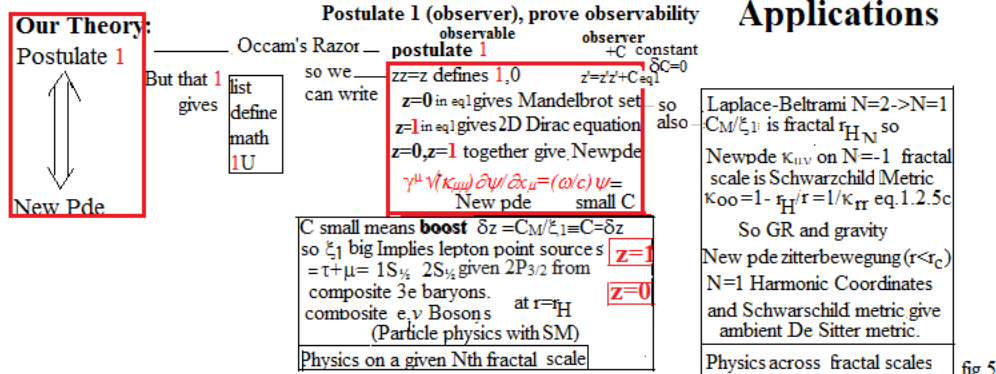 Our Theory:
Postulate 1
New Pde
Occam's Razor
But that 1
gives
list
define
math
1U
so we
can write
Postulate 1 (observer), prove observability
observable
postulate 1
observer
+C constant
δC=0
zz=z defines 1,0 z'=z'z'+C eq1
z=0 in eq1 gives Mandelbrot set
z=1 in eq1 gives 2D Dirac equation
z=0,z=1 together give Newpde
γ^μ √(κ_μμ) ∂ψ/∂x_μ=(ω/c) ψ=
New pde small C
so
also
C small means boost δz =C_M/ξ_1≡C=δz
so ξ_1 big Implies lepton point sources
=τ+μ= 1S_½ 2S_½ given 2P_3/2 from
composite 3e baryons.
composite e,ν Bosons
at r=r_H
z=1
z=0
(Particle physics with SM)
Physics on a given Nth fractal scale
Applications
Laplace-Beltrami N=2->N=1
C_M/ξ_1 is fractal r_H_N so
Newpde κ_μν on N=-1 fractal
scale is Schwarzchild Metric
κ_oo=1- r_H/r =1/κ_rr eq.1.2.5c
So GR and gravity
New pde zitterbewegung (r<r_c)
N=1 Harmonic Coordinates
and Schwarschild metric give
ambient De Sitter metric.
Physics across fractal scales
fig 5